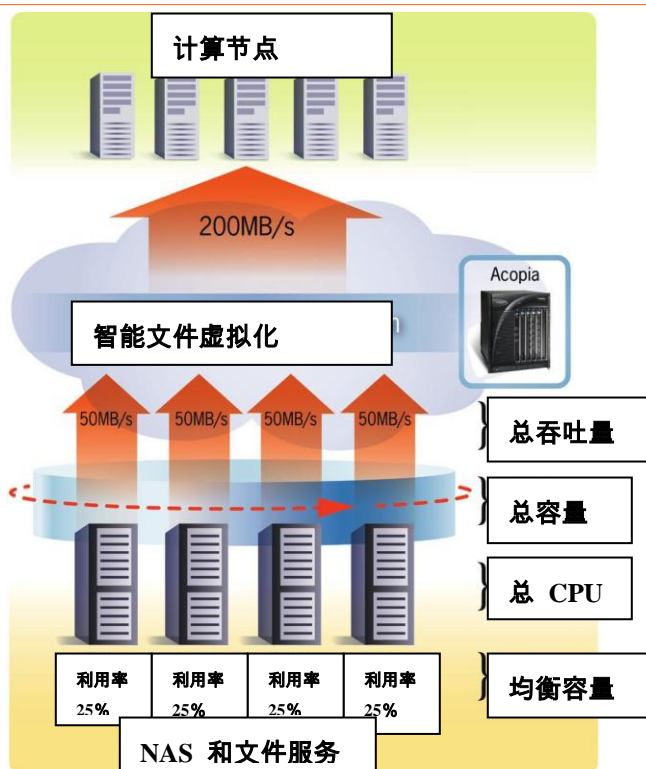 计算节点
200MB/s
Acopia
智能文件虚拟化
50MB/s 50MB/s 50MB/s 50MB/s
总吞吐量
总容量
总 CPU
利用率 利用率 利用率 利用率
25% 25% 25% 25%
均衡容量
NAS 和文件服务